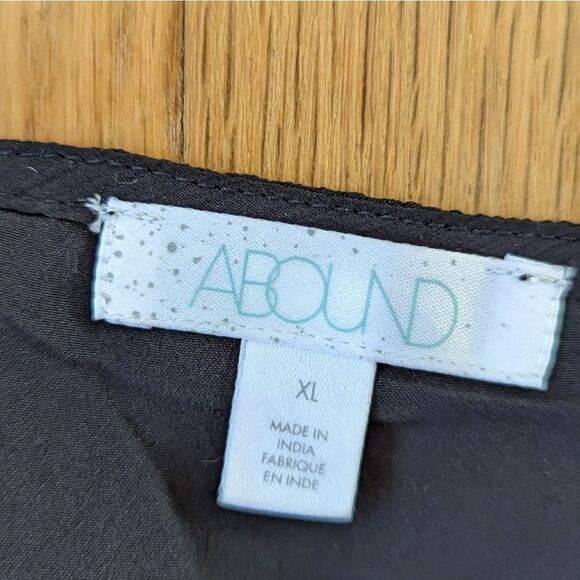 ABOUND
XL
MADE IN
INDIA
FABRIQUÉ
EN INDE